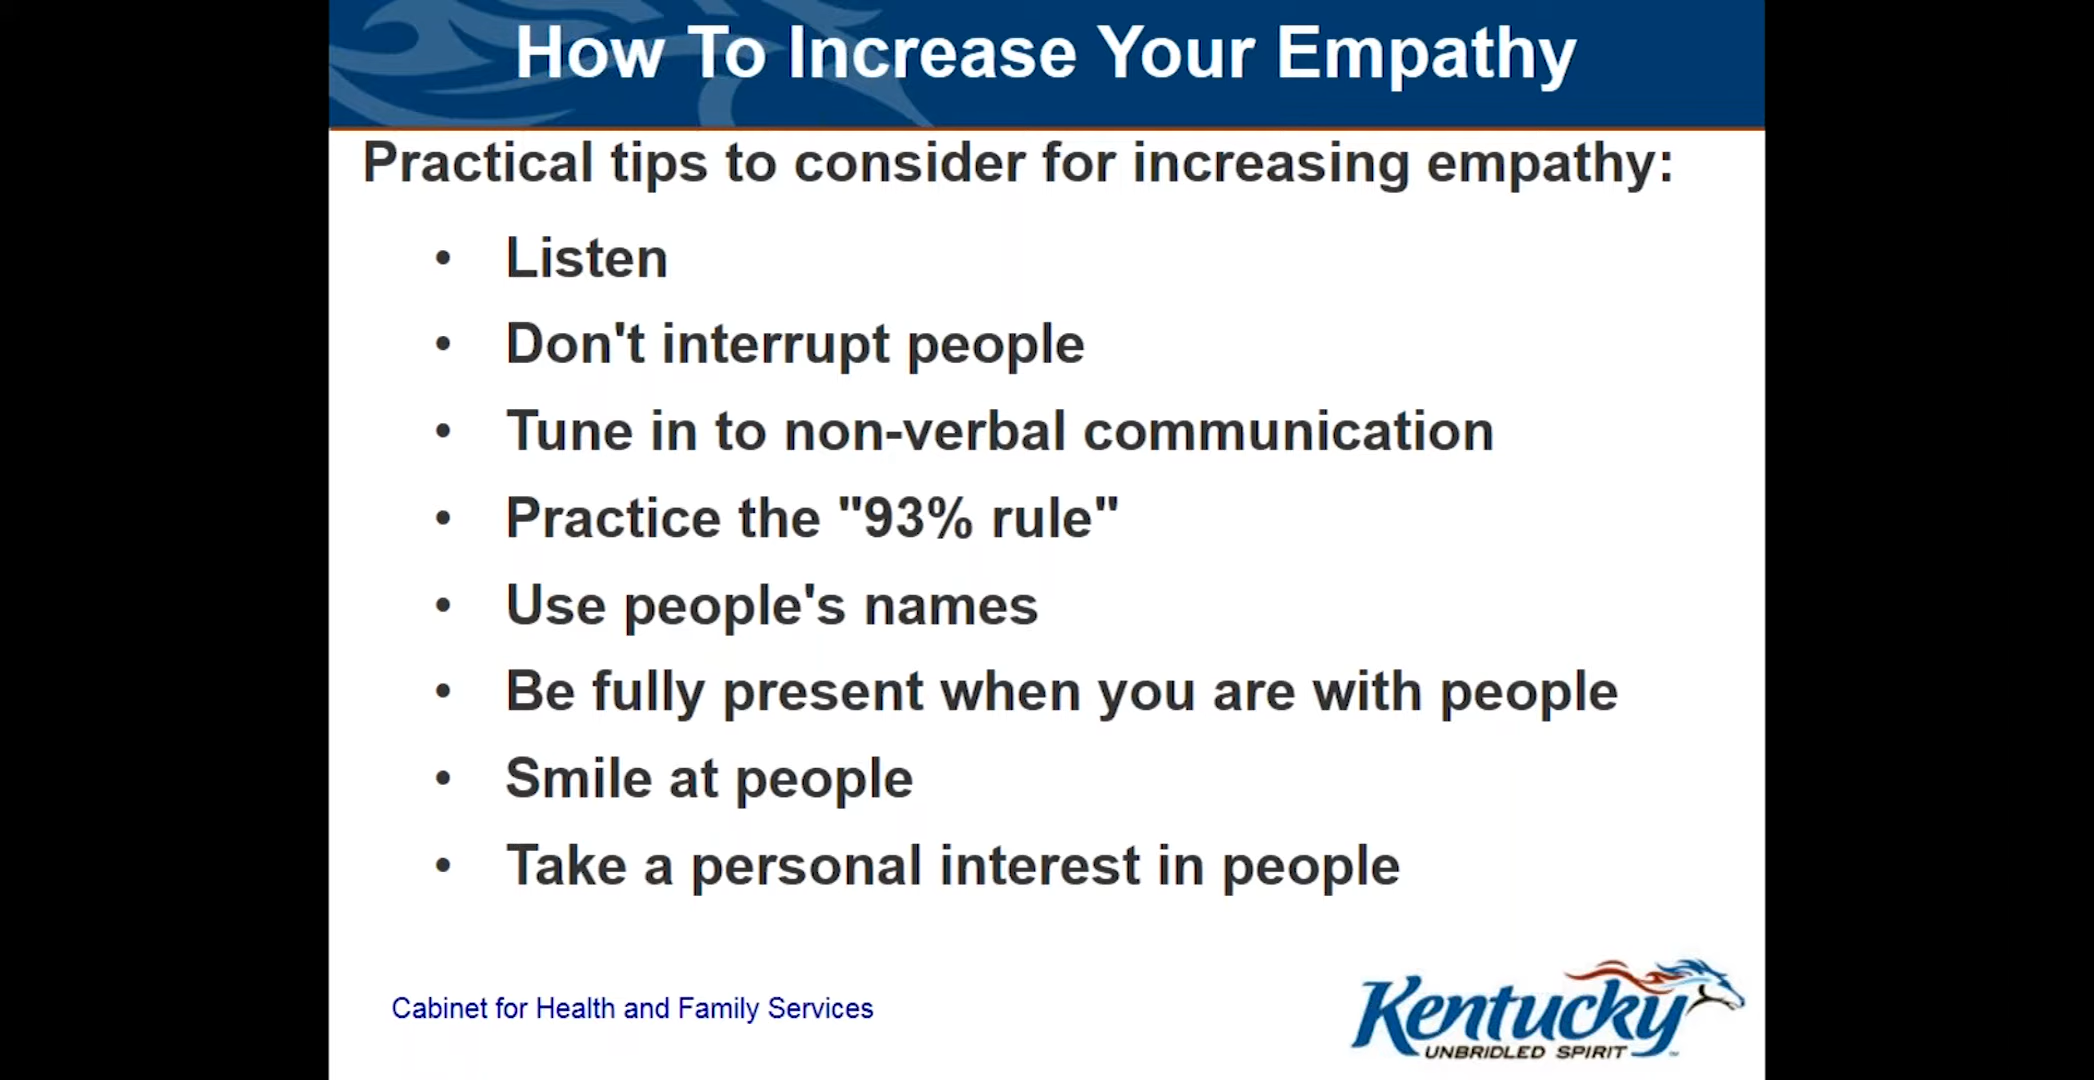 How To Increase Your Empathy
Practical tips to consider for increasing empathy:
• Listen
• Don't interrupt people
• Tune in to non-verbal communication
• Practice the "93% rule"
• Use people's names
• Be fully present when you are with people
• Smile at people
• Take a personal interest in people
Cabinet for Health and Family Services
Kentucky
UNBRIDLED SPIRIT